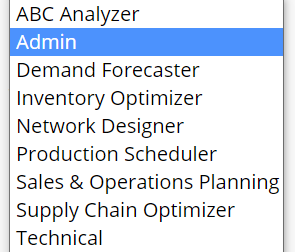 ABC Analyzer
Admin
Demand Forecaster
Inventory Optimizer
Network Designer
Production Scheduler
Sales & Operations Planning
Supply Chain Optimizer
Technical